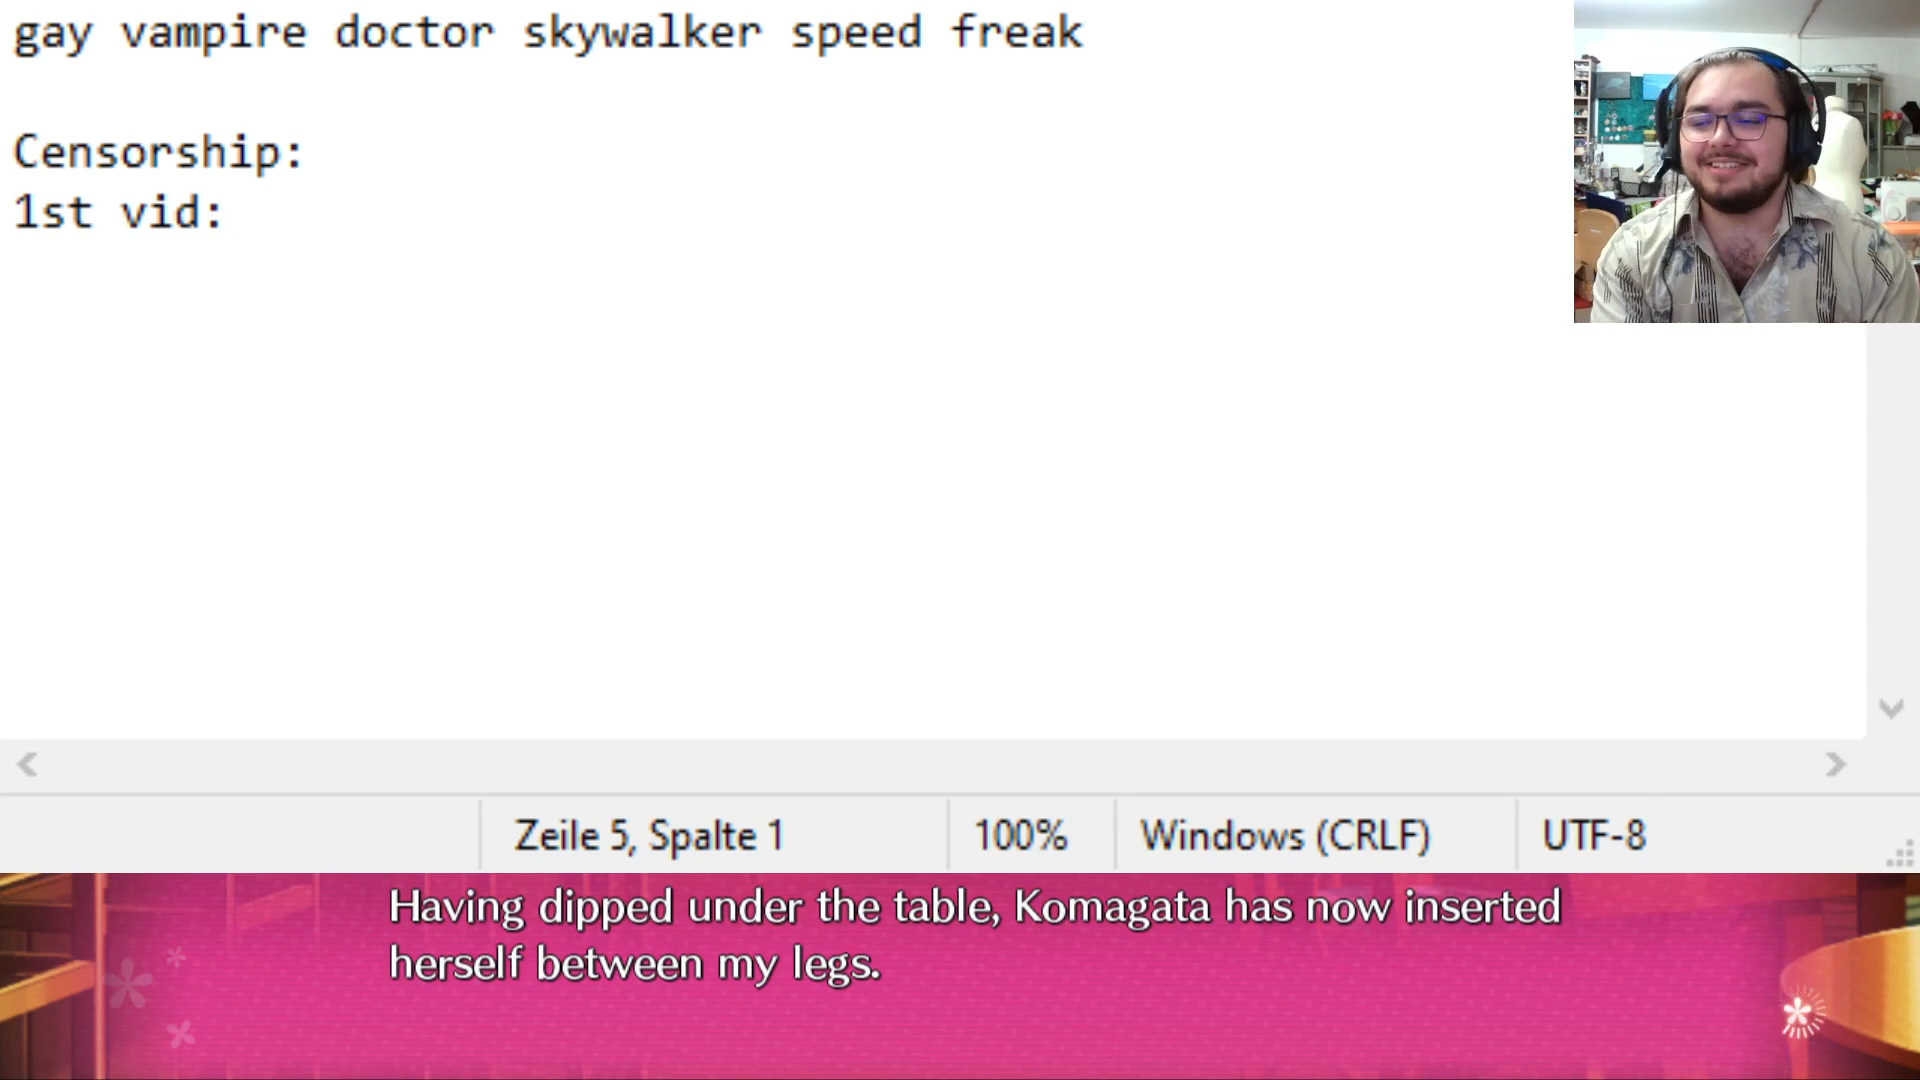 gay vampire doctor skywalker speed freak
Censorship:
1st vid:
Zeile 5, Spalte 1
100%
Windows (CRLF)
UTF-8
Having dipped under the table, Komagata has now inserted
herself between my legs.